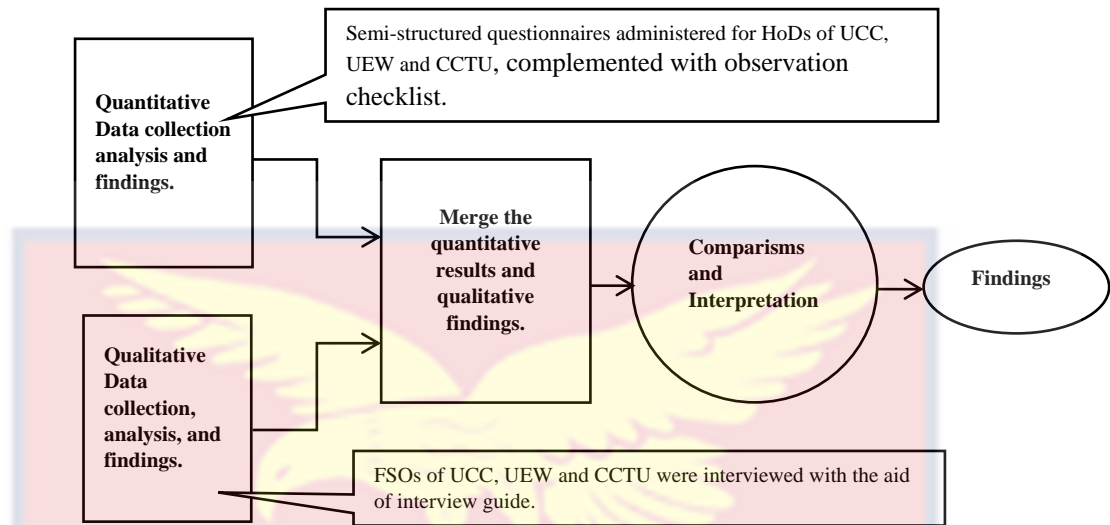 Semi-structured questionnaires administered for HoDs of UCC,
UEW and CCTU, complemented with observation
checklist.
Quantitative
Data collection
analysis and
findings.
Merge the
quantitative
results and
qualitative
findings.
Comparisms
and
Interpretation
Findings
Qualitative
Data
collection,
analysis, and
findings.
FSOs of UCC, UEW and CCTU were interviewed with the aid
of interview guide.